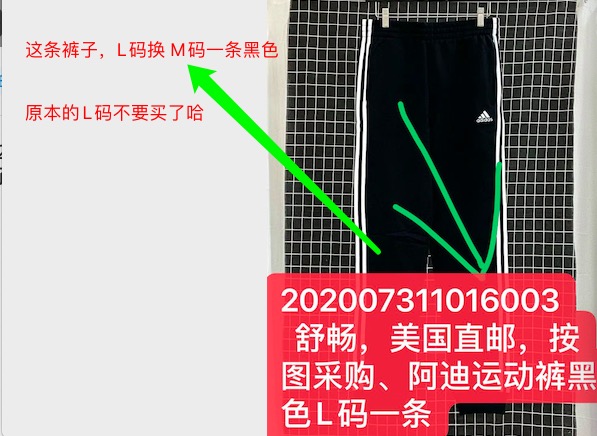 这条裤子，L码换 M码一条黑色
原本的L码不要买了哈
adidas
202007311016003
舒畅，美国直邮，按
图采购、阿迪运动裤黑
色L码一条